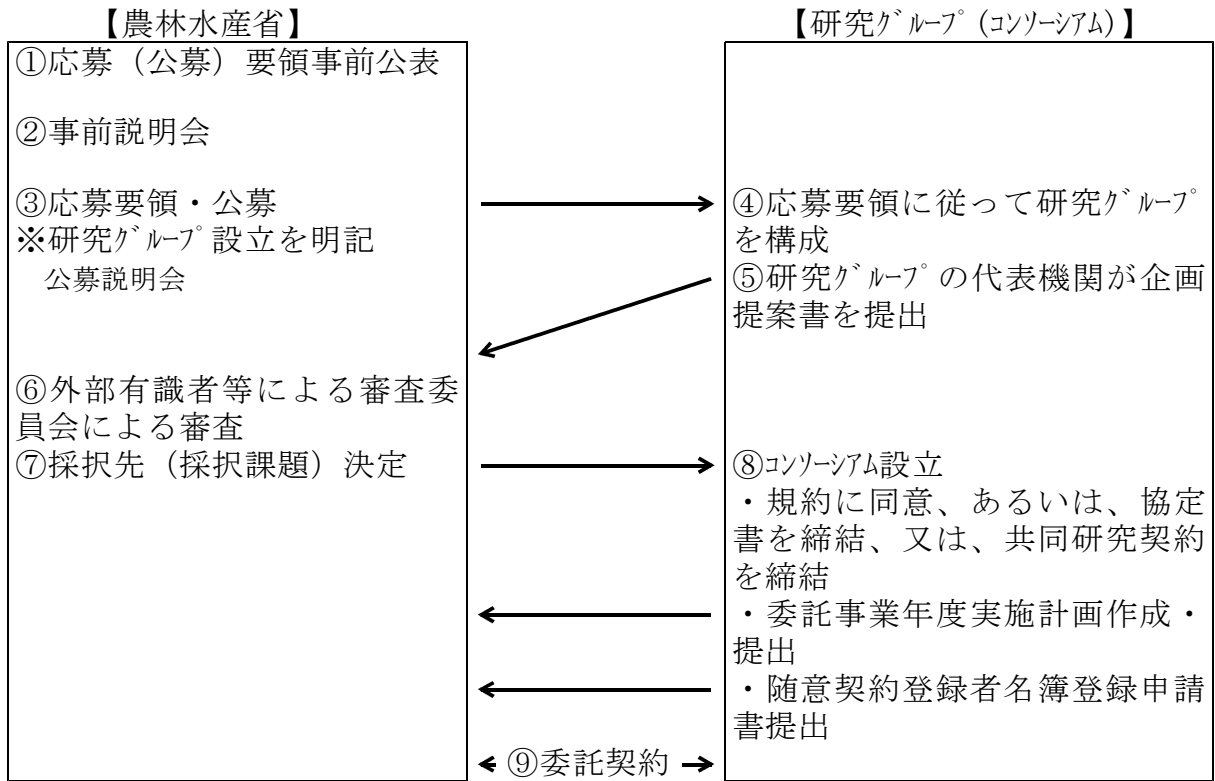 【農林水産省】
①応募（公募）要領事前公表
②事前説明会
③応募要領・公募
※研究ｸﾞﾙｰﾌﾟ設立を明記
公募説明会
⑥外部有識者等による審査委
員会による審査
⑦採択先（採択課題）決定
【研究ｸﾞﾙｰﾌﾟ(ｺﾝｿｰｼｱﾑ)】
④応募要領に従って研究ｸﾞﾙｰﾌﾟ
を構成
⑤研究ｸﾞﾙｰﾌﾟの代表機関が企画
提案書を提出
⑧ｺﾝｿｰｼｱﾑ設立
・規約に同意、あるいは、協定
書を締結、又は、共同研究契約
を締結
・委託事業年度実施計画作成・
提出
・随意契約登録者名簿登録申請
書提出
⑨委託契約